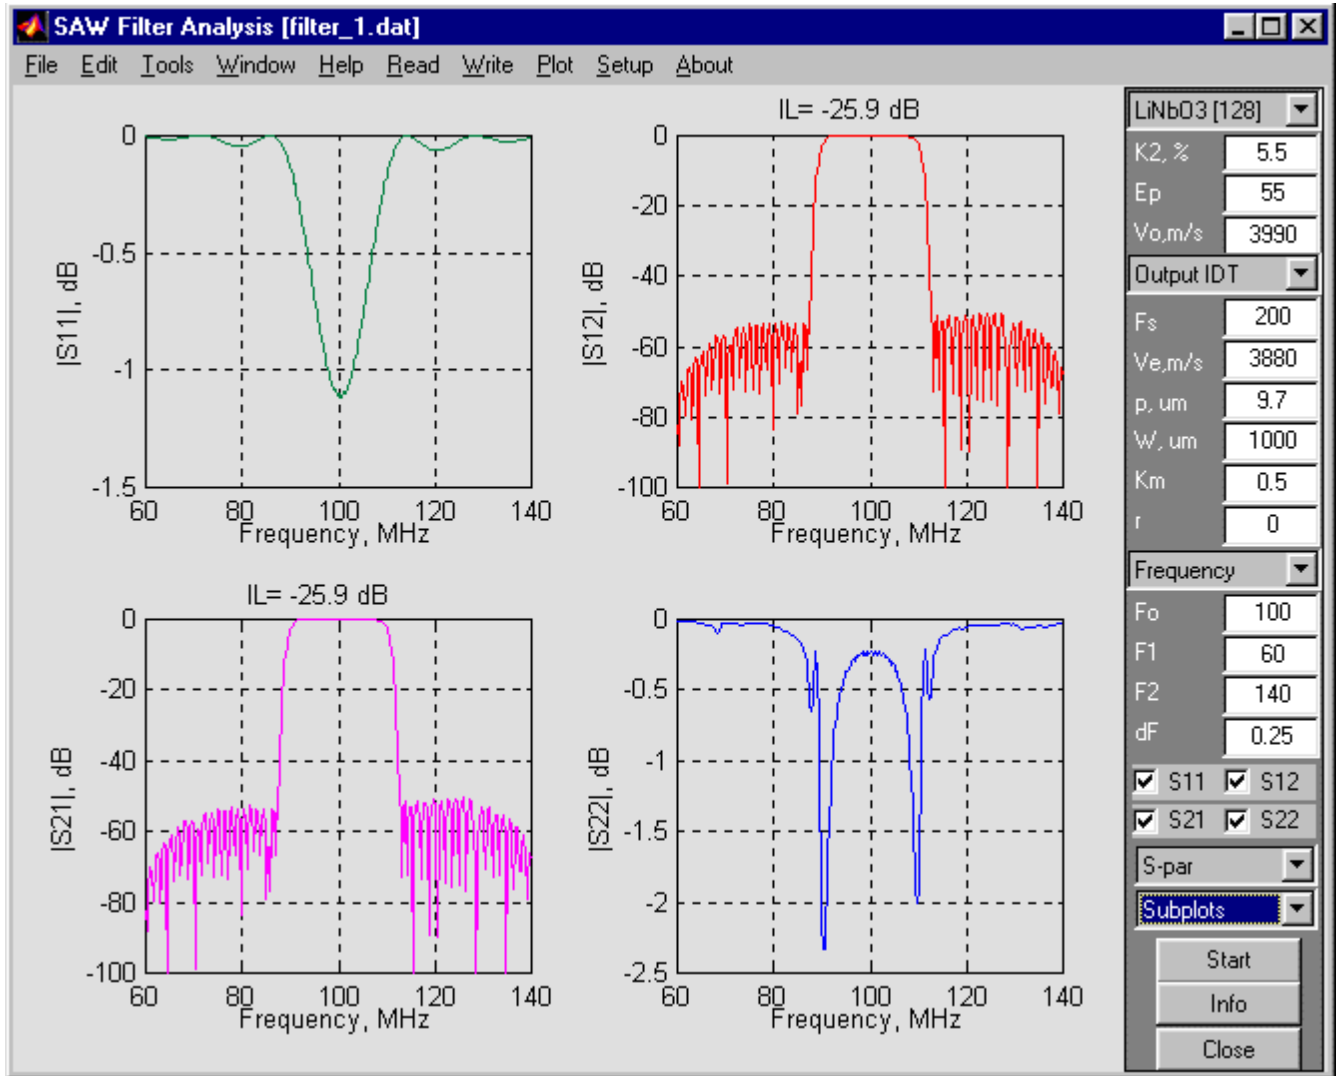 SAW Filter Analysis [filter_1.dat]
File Edit Tools Window Help Read Write Plot Setup About
0
-0.5
-1
-1.5
|S11|, dB
60 80 100 120 140
Frequency, MHz
IL= -25.9 dB
0
-20
-40
-60
-80
-100
|S12|, dB
60 80 100 120 140
Frequency, MHz
IL= -25.9 dB
0
-20
-40
-60
-80
-100
|S21|, dB
60 80 100 120 140
Frequency, MHz
0
-0.5
-1
-1.5
-2
-2.5
|S22|, dB
60 80 100 120 140
Frequency, MHz
LiNbO3 [128]
K2, % 5.5
Ep 55
Vo,m/s 3990
Output IDT
Fs 200
Ve,m/s 3880
p, um 9.7
W, um 1000
Km 0.5
r 0
Frequency
Fo 100
F1 60
F2 140
dF 0.25
S11 S12
S21 S22
S-par
Subplots
Start
Info
Close